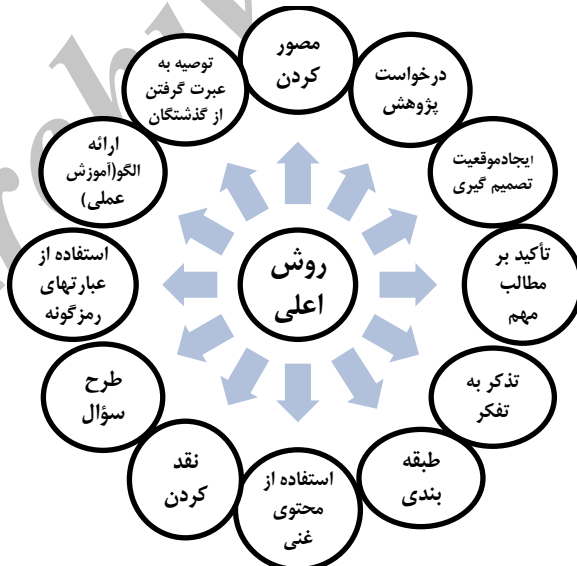 روش
اعلی
مصور
کردن
درخواست
پژوهش
ایجادموقعیت
تصمیم گیری
تأکید بر
مطالب
مهم
تذکر به
تفکر
طبقه
بندی
استفاده از
محتوی
غنی
نقد
کردن
طرح
سؤال
استفاده از
عبارتهای
رمزگونه
ارائه
الگو(آموزش
عملی)
توصیه به
عبرت گرفتن
از گذشتگان